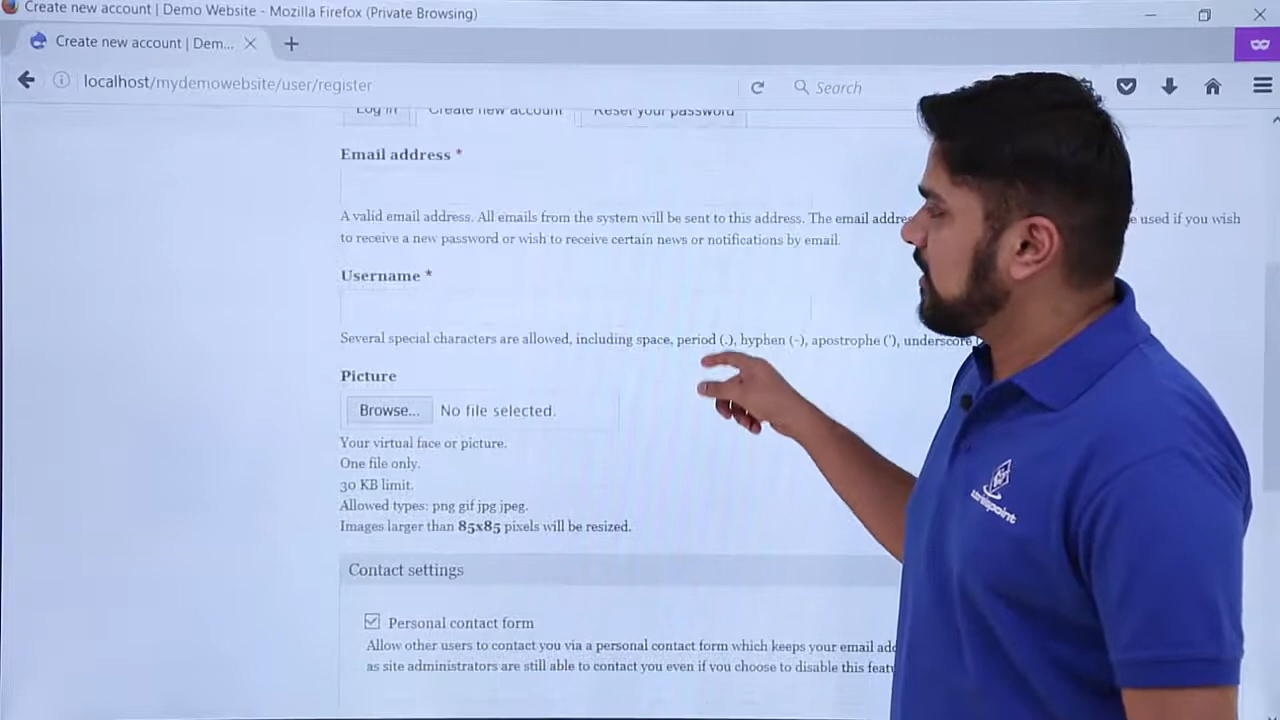 Create new account | Demo Website - Mozilla Firefox (Private Browsing)
Create new account | Dem...
localhost/mydemowebsite/user/register
Search
Log in Create new account Reset your password
Email address *
A valid email address. All emails from the system will be sent to this address. The email addre e used if you wish
to receive a new password or wish to receive certain news or notifications by email.
Username *
Several special characters are allowed, including space, period (.), hyphen (-), apostrophe ('), underscore
Picture
Browse... No file selected.
Your virtual face or picture.
One file only.
30 KB limit.
Allowed types: png gif jpg jpeg.
Images larger than 85x85 pixels will be resized.
Contact settings
Personal contact form
Allow other users to contact you via a personal contact form which keeps your email add
as site administrators are still able to contact you even if you choose to disable this feat
tutorialspoint